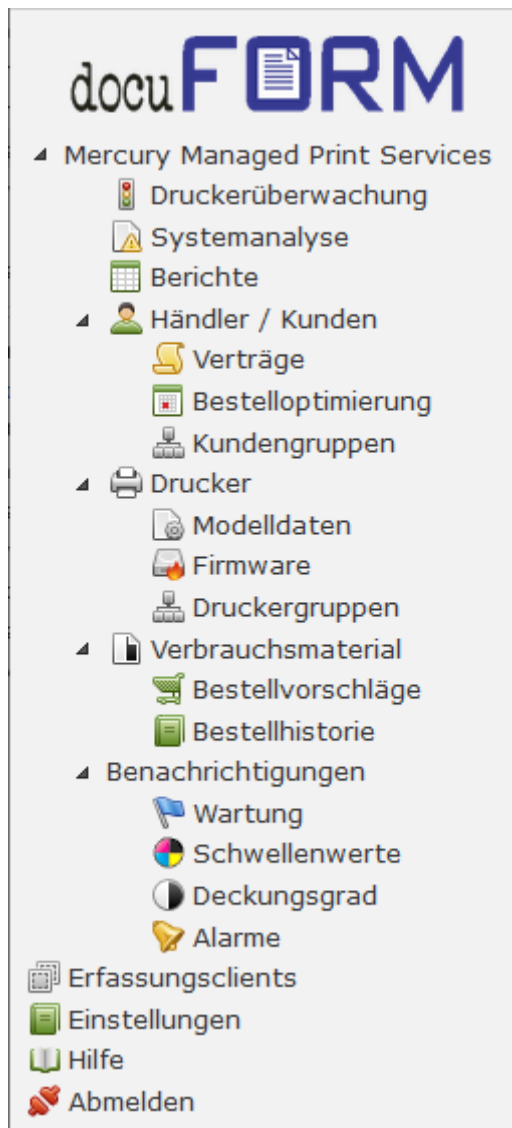 docuFORM
Mercury Managed Print Services
Druckerüberwachung
Systemanalyse
Berichte
Händler / Kunden
Verträge
Bestelloptimierung
Kundengruppen
Drucker
Modelldaten
Firmware
Druckergruppen
Verbrauchsmaterial
Bestellvorschläge
Bestellhistorie
Benachrichtigungen
Wartung
Schwellenwerte
Deckungsgrad
Alarme
Erfassungsclients
Einstellungen
Hilfe
Abmelden